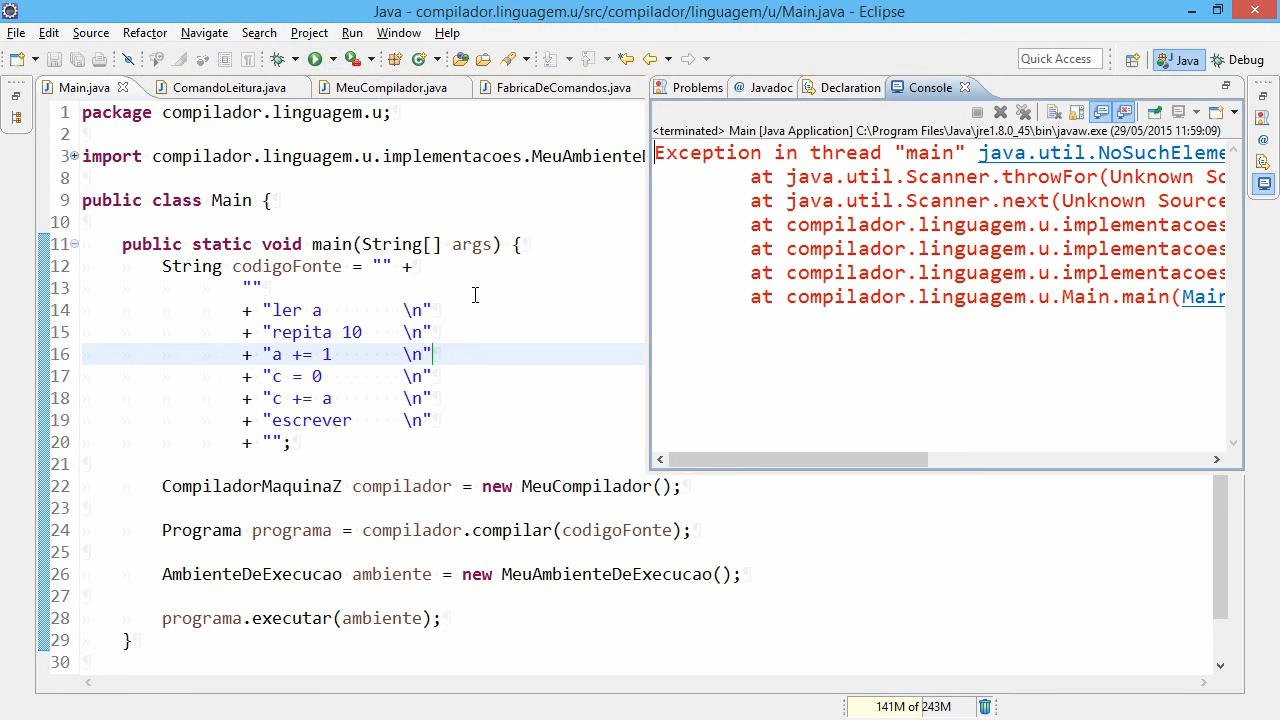 Java - compilador.linguagem.u/src/compilador/linguagem/u/Main.java - Eclipse
File Edit Source Refactor Navigate Search Project Run Window Help
Quick Access Java Debug
Main.java ComandoLeitura.java MeuCompilador.java FabricaDeComandos.java
Problems Javadoc Declaration Console
<terminated> Main [Java Application] C:\Program Files\Java\jre1.8.0_45\bin\javaw.exe (29/05/2015 11:59:09)
Exception in thread "main" java.util.NoSuchEleme
at java.util.Scanner.throwFor(Unknown So
at java.util.Scanner.next(Unknown Source
at compilador.linguagem.u.implementacoes
at compilador.linguagem.u.implementacoes
at compilador.linguagem.u.implementacoes
at compilador.linguagem.u.Main.main(Main
1 package compilador.linguagem.u;
2
3 import compilador.linguagem.u.implementacoes.MeuAmbienteD
8
9 public class Main {
10
11 public static void main(String[] args) {
12 String codigoFonte = "" +
13 ""
14 + "ler a \n"
15 + "repita 10 \n"
16 + "a += 1 \n"
17 + "c = 0 \n"
18 + "c += a \n"
19 + "escrever \n"
20 + "";
21
22 CompiladorMaquinaZ compilador = new MeuCompilador();
23
24 Programa programa = compilador.compilar(codigoFonte);
25
26 AmbienteDeExecucao ambiente = new MeuAmbienteDeExecucao();
27
28 programa.executar(ambiente);
29 }
30
141M of 243M